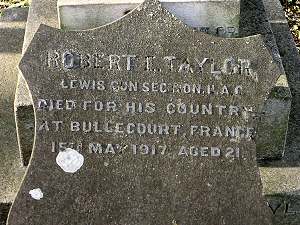 ROBERT E. TAYLOR
LEWIS GUN SECTION. H.A.C
DIED FOR HIS COUNTRY
AT BULLECOURT, FRANCE
15TH MAY 1917. AGED 21.